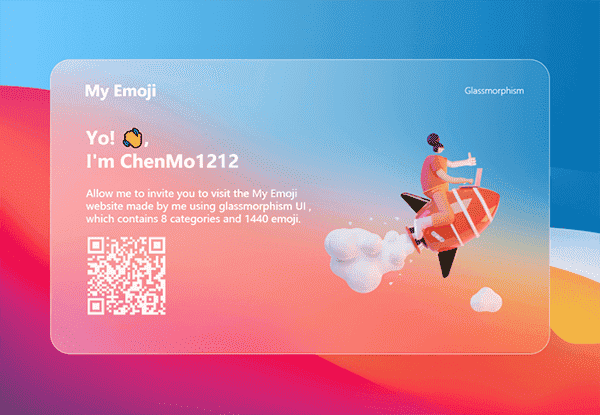 My Emoji
Glassmorphism
Yo! 👋,
I'm ChenMo1212
Allow me to invite you to visit the My Emoji
website made by me using glassmorphism UI ,
which contains 8 categories and 1440 emoji.